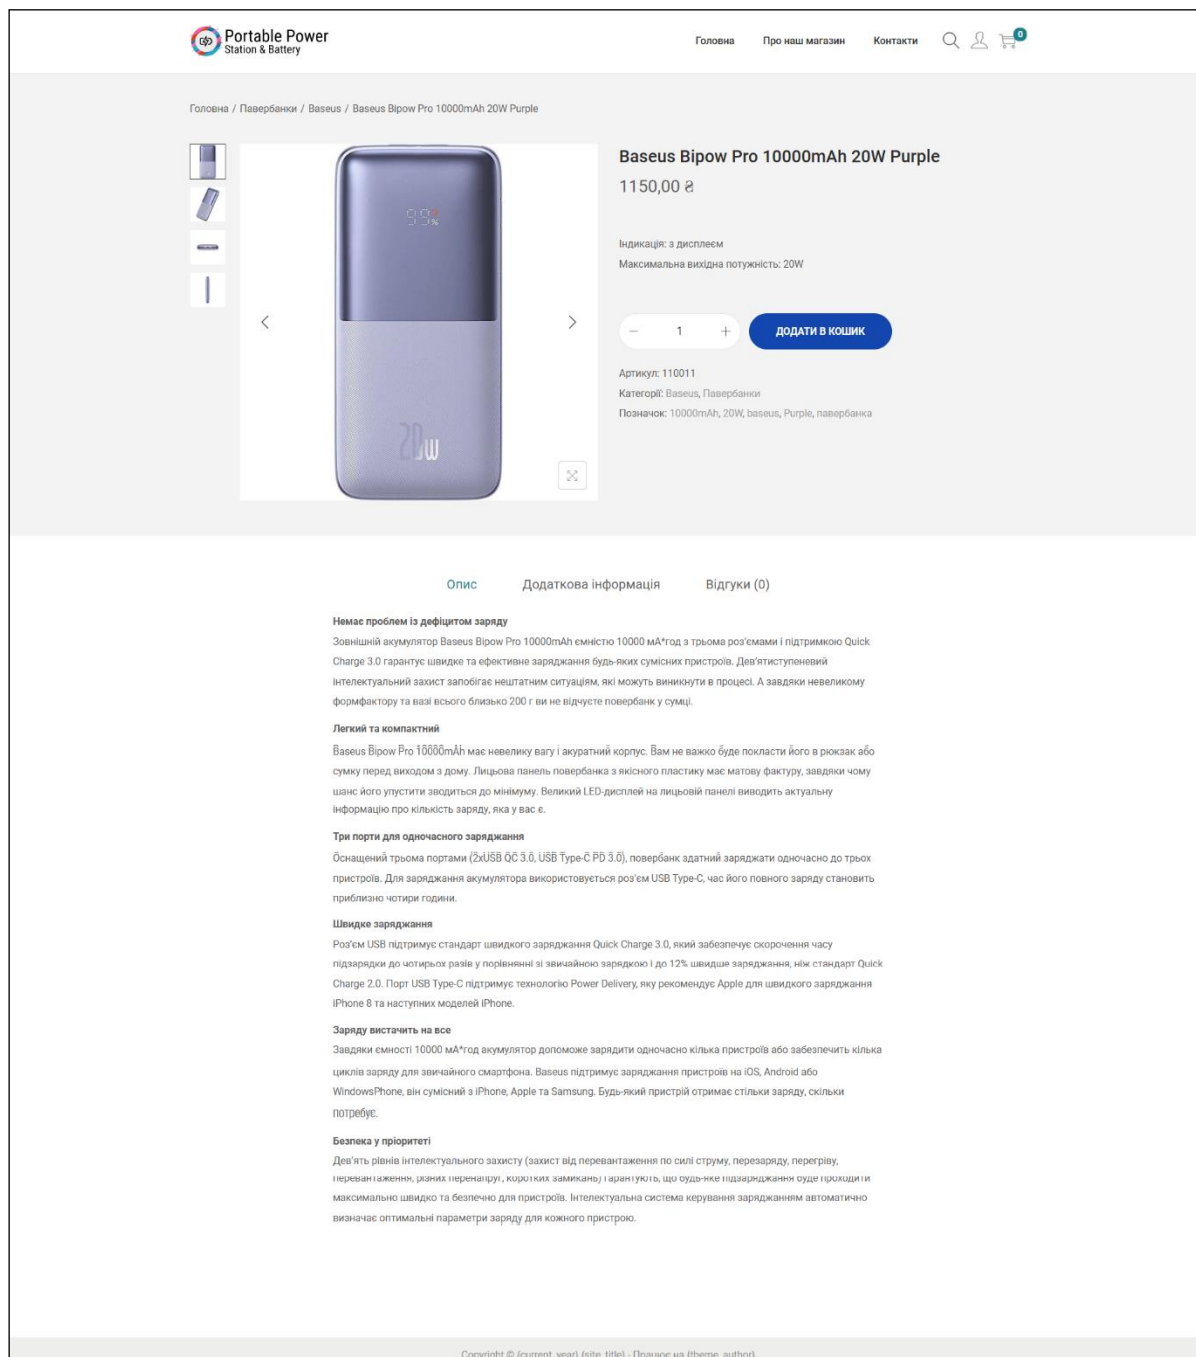 Portable Power
Station & Battery
Головна Про наш магазин Контакти 0
Головна / Павербанки / Baseus / Baseus Bipow Pro 10000mAh 20W Purple
99%
20W
Baseus Bipow Pro 10000mAh 20W Purple
1150,00 ₴
Індикація: з дисплеєм
Максимальна вихідна потужність: 20W
− 1 + ДОДАТИ В КОШИК
Артикул: 110011
Категорії: Baseus, Павербанки
Позначок: 10000mAh, 20W, baseus, Purple, павербанка
Опис Додаткова інформація Відгуки (0)
Немає проблем із дефіцитом заряду
Зовнішній акумулятор Baseus Bipow Pro 10000mAh ємністю 10000 мА*год з трьома роз'ємами і підтримкою Quick
Charge 3.0 гарантує швидке та ефективне заряджання будь-яких сумісних пристроїв. Дев'ятиступеневий
інтелектуальний захист запобігає нештатним ситуаціям, які можуть виникнути в процесі. А завдяки невеликому
формфактору та вазі всього близько 200 г ви не відчуєте повербанк у сумці.
Легкий та компактний
Baseus Bipow Pro 10000mAh має невелику вагу і акуратний корпус. Вам не важко буде покласти його в рюкзак або
сумку перед виходом з дому. Лицьова панель повербанка з якісного пластику має матову фактуру, завдяки чому
шанс його упустити зводиться до мінімуму. Великий LED-дисплей на лицьовій панелі виводить актуальну
інформацію про кількість заряду, яка у вас є.
Три порти для одночасного заряджання
Оснащений трьома портами (2xUSB QC 3.0, USB Type-C PD 3.0), повербанк здатний заряджати одночасно до трьох
пристроїв. Для заряджання акумулятора використовується роз'єм USB Type-C, час його повного заряду становить
приблизно чотири години.
Швидке заряджання
Роз'єм USB підтримує стандарт швидкого заряджання Quick Charge 3.0, який забезпечує скорочення часу
підзарядки до чотирьох разів у порівнянні зі звичайною зарядкою і до 12% швидше заряджання, ніж стандарт Quick
Charge 2.0. Порт USB Type-C підтримує технологію Power Delivery, яку рекомендує Apple для швидкого заряджання
iPhone 8 та наступних моделей iPhone.
Заряду вистачить на все
Завдяки ємності 10000 мА*год акумулятор допоможе зарядити одночасно кілька пристроїв або забезпечить кілька
циклів заряду для звичайного смартфона. Baseus підтримує заряджання пристроїв на iOS, Android або
WindowsPhone, він сумісний з iPhone, Apple та Samsung. Будь-який пристрій отримає стільки заряду, скільки
потребує.
Безпека у пріоритеті
Дев'ять рівнів інтелектуального захисту (захист від перевантаження по силі струму, перезаряду, перегріву,
перевантаження, різних перенапруг, коротких замикань) гарантують, що будь-яке підзаряджання буде проходити
максимально швидко та безпечно для пристроїв. Інтелектуальна система керування заряджанням автоматично
визначає оптимальні параметри заряду для кожного пристрою.
Copyright © {current_year} {site_title} - Працює на {theme_author}